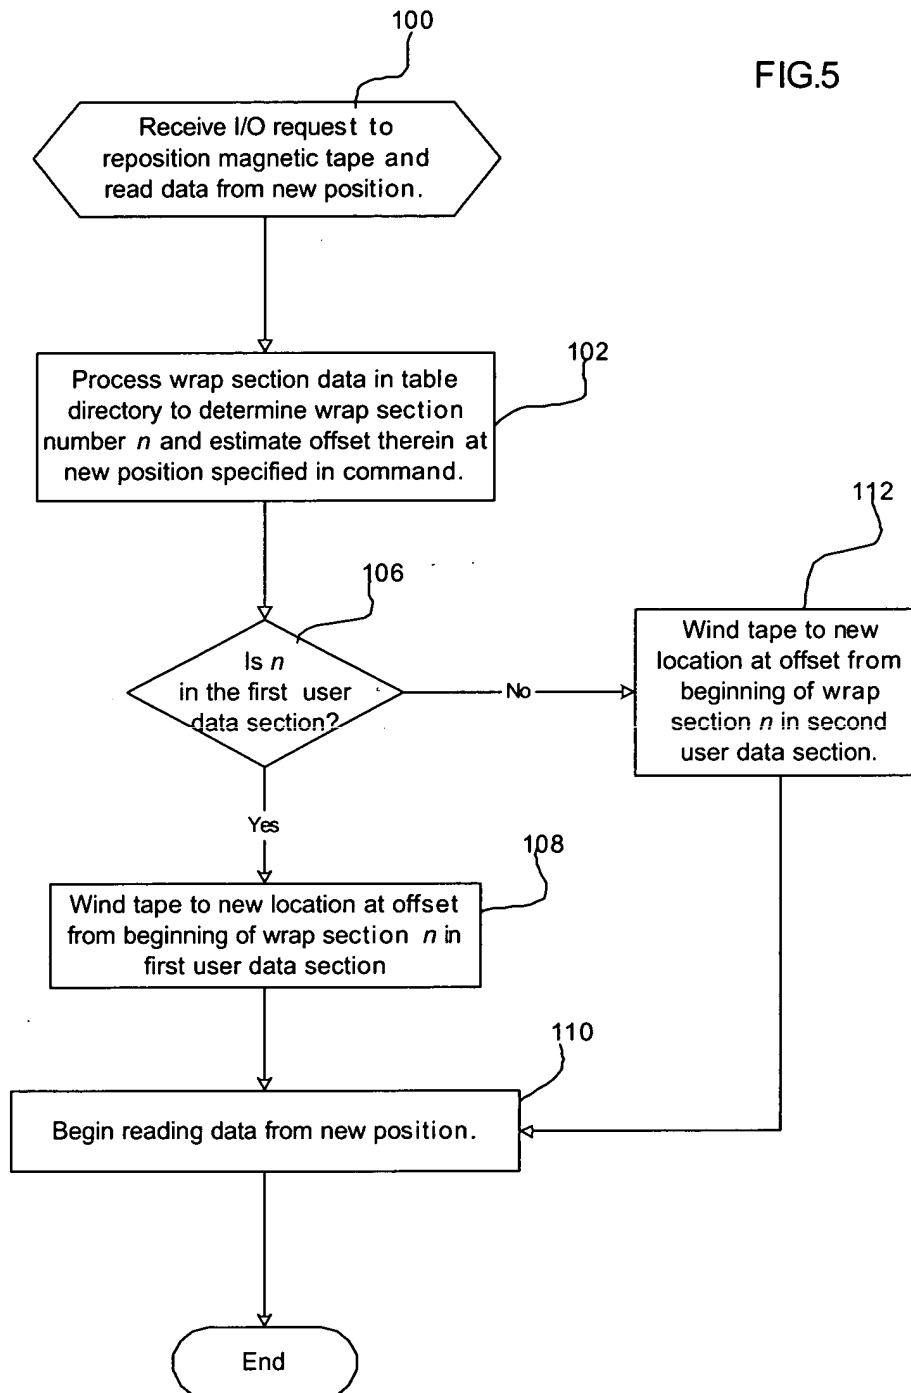 100
FIG.5
Receive I/O request to
reposition magnetic tape and
read data from new position.
102
Process wrap section data in table
directory to determine wrap section
number n and estimate offset therein at
new position specified in command.
112
106
Is n
in the first user
data section?
No
Wind tape to new
location at offset from
beginning of wrap
section n in second
user data section.
Yes
108
Wind tape to new location at offset
from beginning of wrap section n in
first user data section
110
Begin reading data from new position.
End